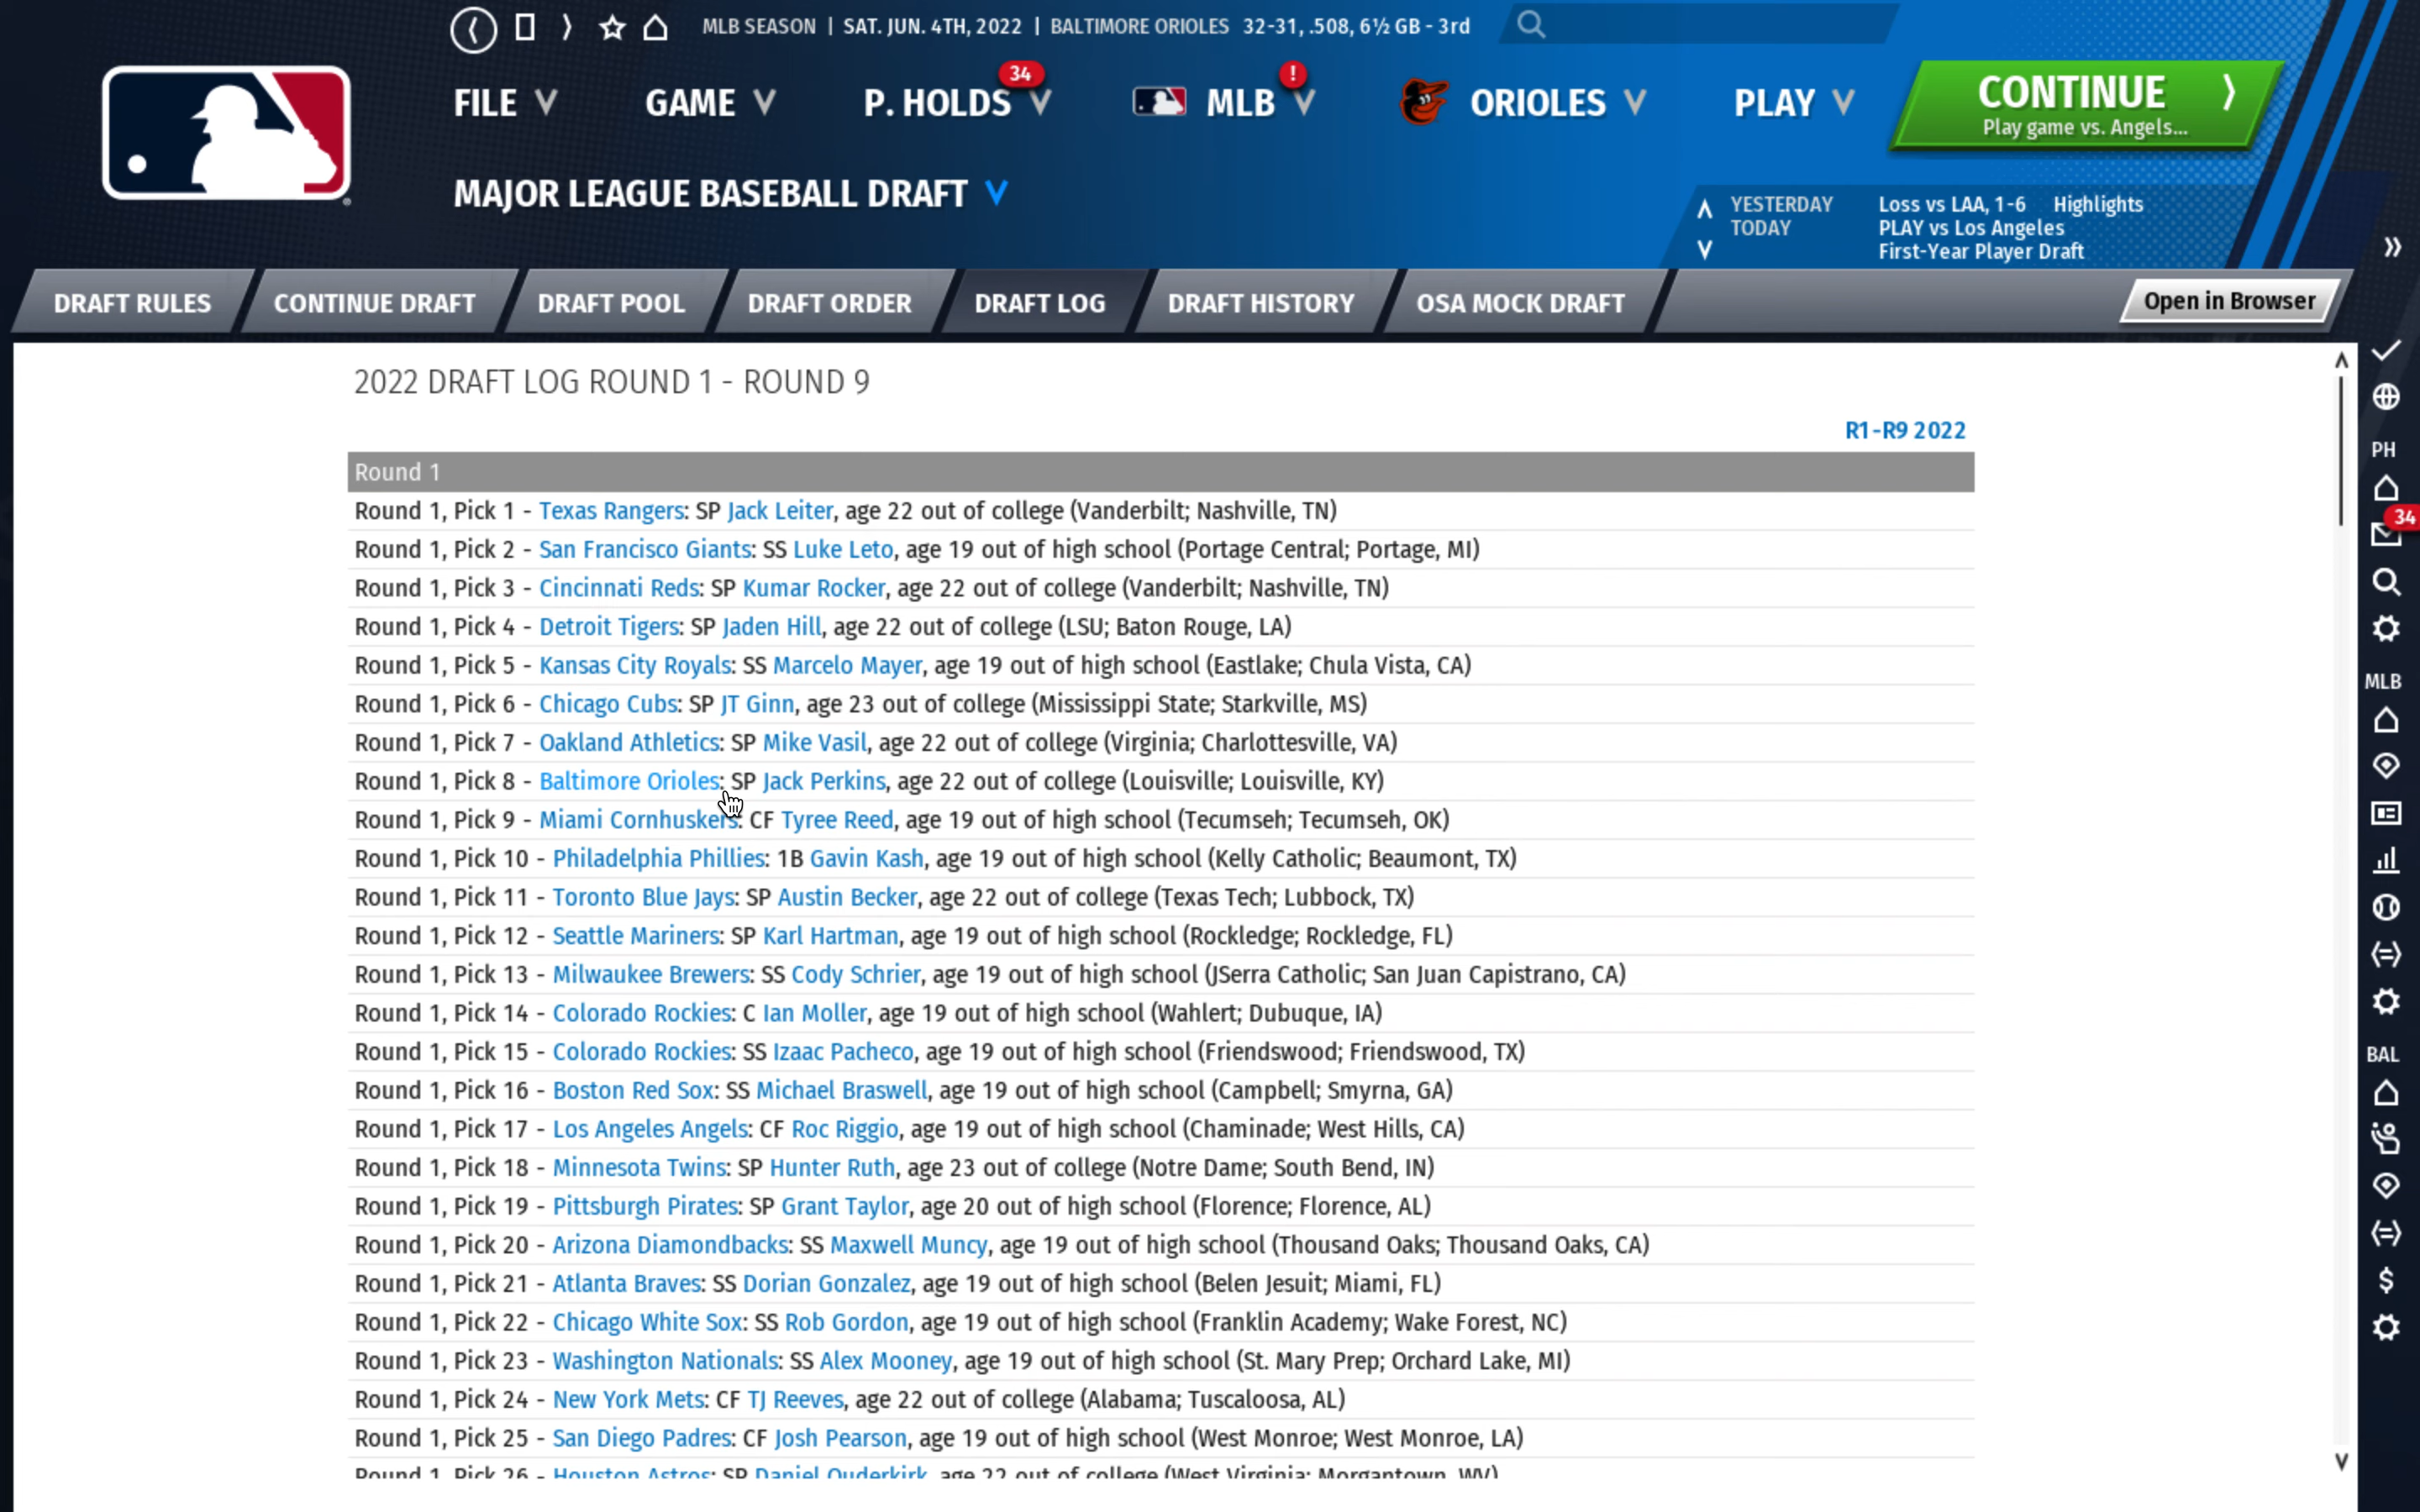 MLB SEASON | SAT. JUN. 4TH, 2022 | BALTIMORE ORIOLES 32-31, .508, 6½ GB - 3rd
FILE GAME P. HOLDS 34 MLB ! ORIOLES PLAY CONTINUE
Play game vs. Angels...
MAJOR LEAGUE BASEBALL DRAFT
YESTERDAY Loss vs LAA, 1-6 Highlights
TODAY PLAY vs Los Angeles
First-Year Player Draft
DRAFT RULES CONTINUE DRAFT DRAFT POOL DRAFT ORDER DRAFT LOG DRAFT HISTORY OSA MOCK DRAFT Open in Browser
2022 DRAFT LOG ROUND 1 - ROUND 9
R1-R9 2022
Round 1
Round 1, Pick 1 - Texas Rangers: SP Jack Leiter, age 22 out of college (Vanderbilt; Nashville, TN)
Round 1, Pick 2 - San Francisco Giants: SS Luke Leto, age 19 out of high school (Portage Central; Portage, MI)
Round 1, Pick 3 - Cincinnati Reds: SP Kumar Rocker, age 22 out of college (Vanderbilt; Nashville, TN)
Round 1, Pick 4 - Detroit Tigers: SP Jaden Hill, age 22 out of college (LSU; Baton Rouge, LA)
Round 1, Pick 5 - Kansas City Royals: SS Marcelo Mayer, age 19 out of high school (Eastlake; Chula Vista, CA)
Round 1, Pick 6 - Chicago Cubs: SP JT Ginn, age 23 out of college (Mississippi State; Starkville, MS)
Round 1, Pick 7 - Oakland Athletics: SP Mike Vasil, age 22 out of college (Virginia; Charlottesville, VA)
Round 1, Pick 8 - Baltimore Orioles: SP Jack Perkins, age 22 out of college (Louisville; Louisville, KY)
Round 1, Pick 9 - Miami Cornhuskers: CF Tyree Reed, age 19 out of high school (Tecumseh; Tecumseh, OK)
Round 1, Pick 10 - Philadelphia Phillies: 1B Gavin Kash, age 19 out of high school (Kelly Catholic; Beaumont, TX)
Round 1, Pick 11 - Toronto Blue Jays: SP Austin Becker, age 22 out of college (Texas Tech; Lubbock, TX)
Round 1, Pick 12 - Seattle Mariners: SP Karl Hartman, age 19 out of high school (Rockledge; Rockledge, FL)
Round 1, Pick 13 - Milwaukee Brewers: SS Cody Schrier, age 19 out of high school (JSerra Catholic; San Juan Capistrano, CA)
Round 1, Pick 14 - Colorado Rockies: C Ian Moller, age 19 out of high school (Wahlert; Dubuque, IA)
Round 1, Pick 15 - Colorado Rockies: SS Izaac Pacheco, age 19 out of high school (Friendswood; Friendswood, TX)
Round 1, Pick 16 - Boston Red Sox: SS Michael Braswell, age 19 out of high school (Campbell; Smyrna, GA)
Round 1, Pick 17 - Los Angeles Angels: CF Roc Riggio, age 19 out of high school (Chaminade; West Hills, CA)
Round 1, Pick 18 - Minnesota Twins: SP Hunter Ruth, age 23 out of college (Notre Dame; South Bend, IN)
Round 1, Pick 19 - Pittsburgh Pirates: SP Grant Taylor, age 20 out of high school (Florence; Florence, AL)
Round 1, Pick 20 - Arizona Diamondbacks: SS Maxwell Muncy, age 19 out of high school (Thousand Oaks; Thousand Oaks, CA)
Round 1, Pick 21 - Atlanta Braves: SS Dorian Gonzalez, age 19 out of high school (Belen Jesuit; Miami, FL)
Round 1, Pick 22 - Chicago White Sox: SS Rob Gordon, age 19 out of high school (Franklin Academy; Wake Forest, NC)
Round 1, Pick 23 - Washington Nationals: SS Alex Mooney, age 19 out of high school (St. Mary Prep; Orchard Lake, MI)
Round 1, Pick 24 - New York Mets: CF TJ Reeves, age 22 out of college (Alabama; Tuscaloosa, AL)
Round 1, Pick 25 - San Diego Padres: CF Josh Pearson, age 19 out of high school (West Monroe; West Monroe, LA)
Round 1, Pick 26 - Houston Astros: SP Daniel Ouderkirk, age 22 out of college (West Virginia; Morgantown, WV)
PH
34
MLB
BAL
$